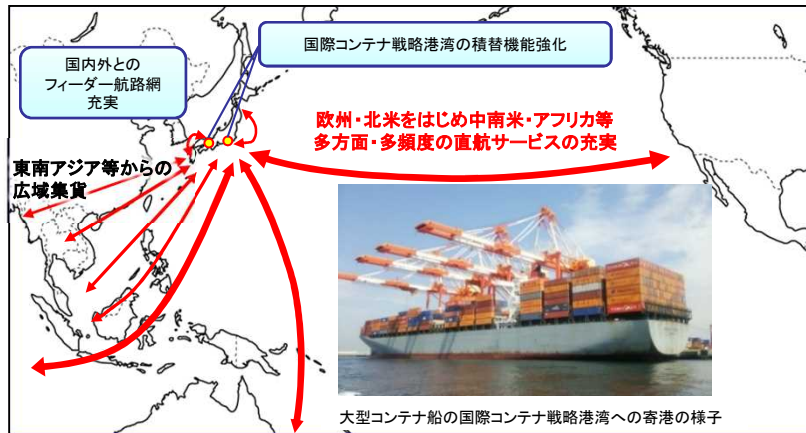 国際コンテナ戦略港湾の積替機能強化
国内外との
フィーダー航路網
充実
欧州・北米をはじめ中南米・アフリカ等
多方面・多頻度の直航サービスの充実
東南アジア等からの
広域集貨
大型コンテナ船の国際コンテナ戦略港湾への寄港の様子